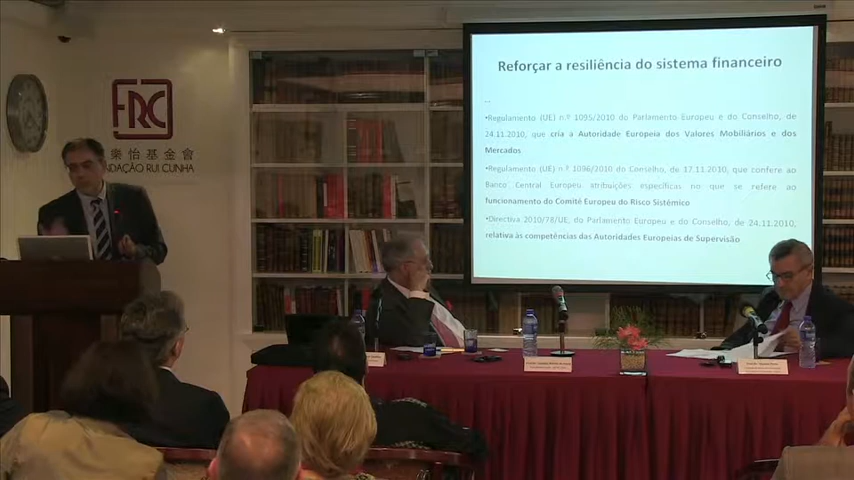 Reforçar a resiliência do sistema financeiro
...
•Regulamento (UE) n.º 1095/2010 do Parlamento Europeu e do Conselho, de
24.11.2010, que cria a Autoridade Europeia dos Valores Mobiliários e dos
Mercados.
•Regulamento (UE) n.º 1096/2010 do Conselho, de 17.11.2010, que confere ao
Banco Central Europeu atribuições específicas no que se refere ao
funcionamento do Comité Europeu do Risco Sistémico
•Directiva 2010/78/UE, do Parlamento Europeu e do Conselho, de 24.11.2010,
relativa às competências das Autoridades Europeias de Supervisão
FRC
樂怡基金會
DAÇÃO RUI CUNHA